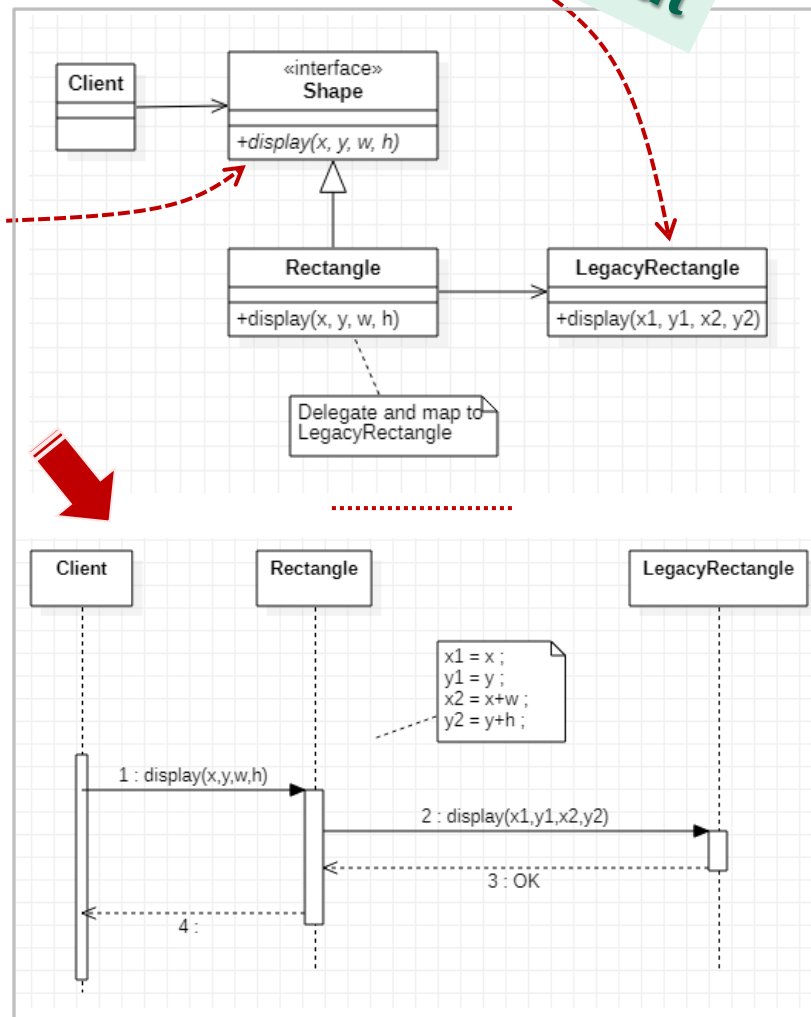 Client
«interface»
Shape
+display(x, y, w, h)
Rectangle
+display(x, y, w, h)
LegacyRectangle
+display(x1, y1, x2, y2)
Delegate and map to
LegacyRectangle
Client
Rectangle
LegacyRectangle
x1 = x ;
y1 = y ;
x2 = x+w ;
y2 = y+h ;
1 : display(x,y,w,h)
2 : display(x1,y1,x2,y2)
3 : OK
4 :